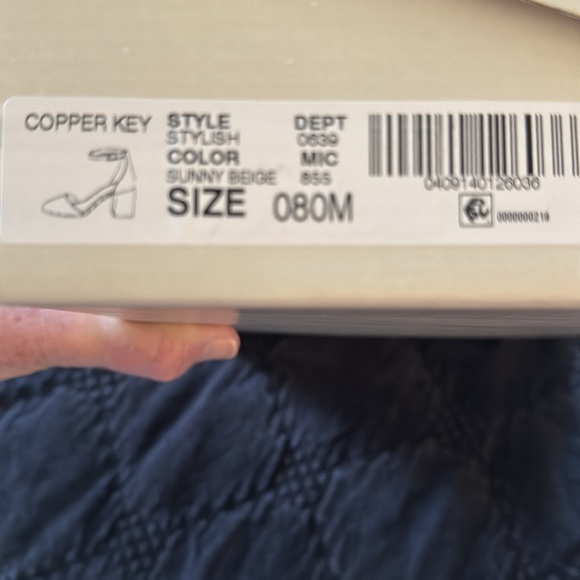 COPPER KEY
STYLE
STYLISH
COLOR
SUNNY BEIGE
SIZE 080M
DEPT
0639
MIC
855
0409140126036
0000000219